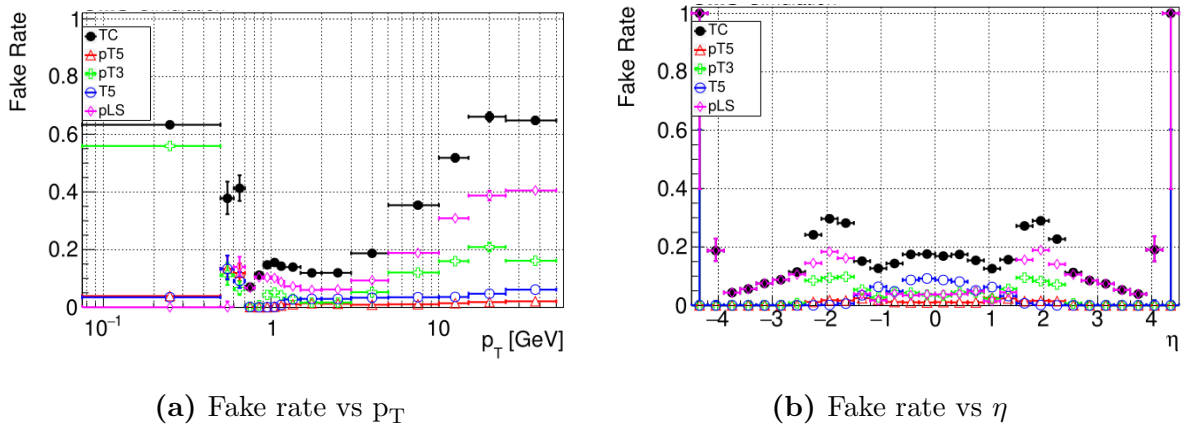 Fake Rate
1
0.8
0.6
0.4
0.2
0
TC
pT5
pT3
T5
pLS
10⁻¹
1
10
p_T [GeV]
Fake Rate
1
0.8
0.6
0.4
0.2
0
TC
pT5
pT3
T5
pLS
−4
−3
−2
−1
0
1
2
3
4
η
(a) Fake rate vs p_T
(b) Fake rate vs η